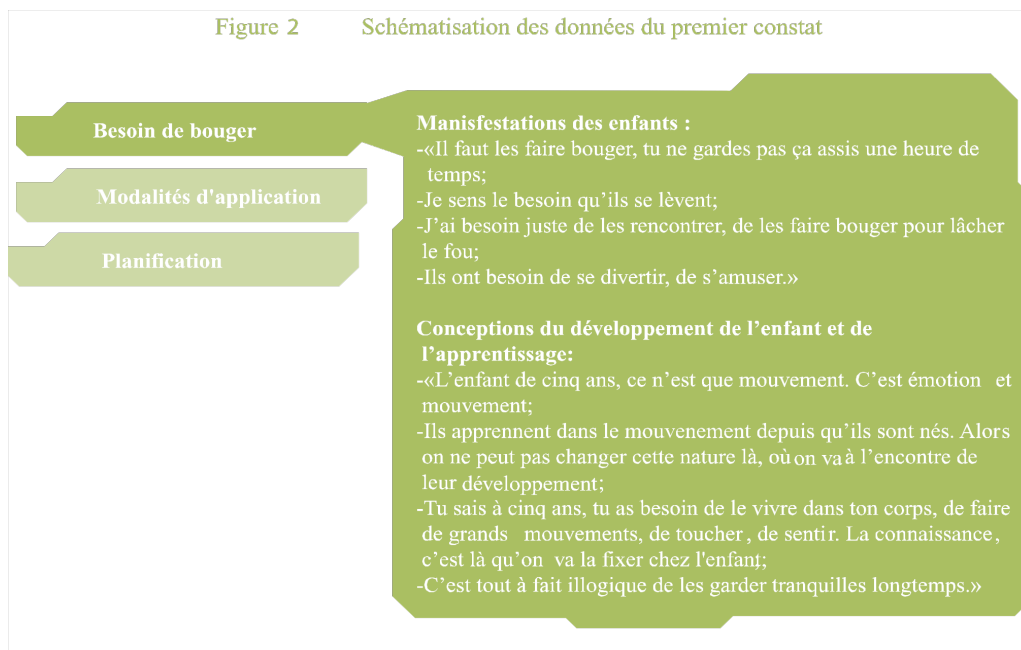 Figure 2 Schématisation des données du premier constat
Besoin de bouger
Modalités d'application
Planification
Manisfestations des enfants :
-«Il faut les faire bouger, tu ne gardes pas ça assis une heure de
temps;
-Je sens le besoin qu’ils se lèvent;
-J’ai besoin juste de les rencontrer, de les faire bouger pour lâcher
le fou;
-Ils ont besoin de se divertir, de s’amuser.»
Conceptions du développement de l’enfant et de
l’apprentissage:
-«L’enfant de cinq ans, ce n’est que mouvement. C’est émotion et
mouvement;
-Ils apprennent dans le mouvenement depuis qu’ils sont nés. Alors
on ne peut pas changer cette nature là, où on va à l’encontre de
leur développement;
-Tu sais à cinq ans, tu as besoin de le vivre dans ton corps, de faire
de grands mouvements, de toucher, de sentir. La connaissance,
c’est là qu’on va la fixer chez l'enfant;
-C’est tout à fait illogique de les garder tranquilles longtemps.»